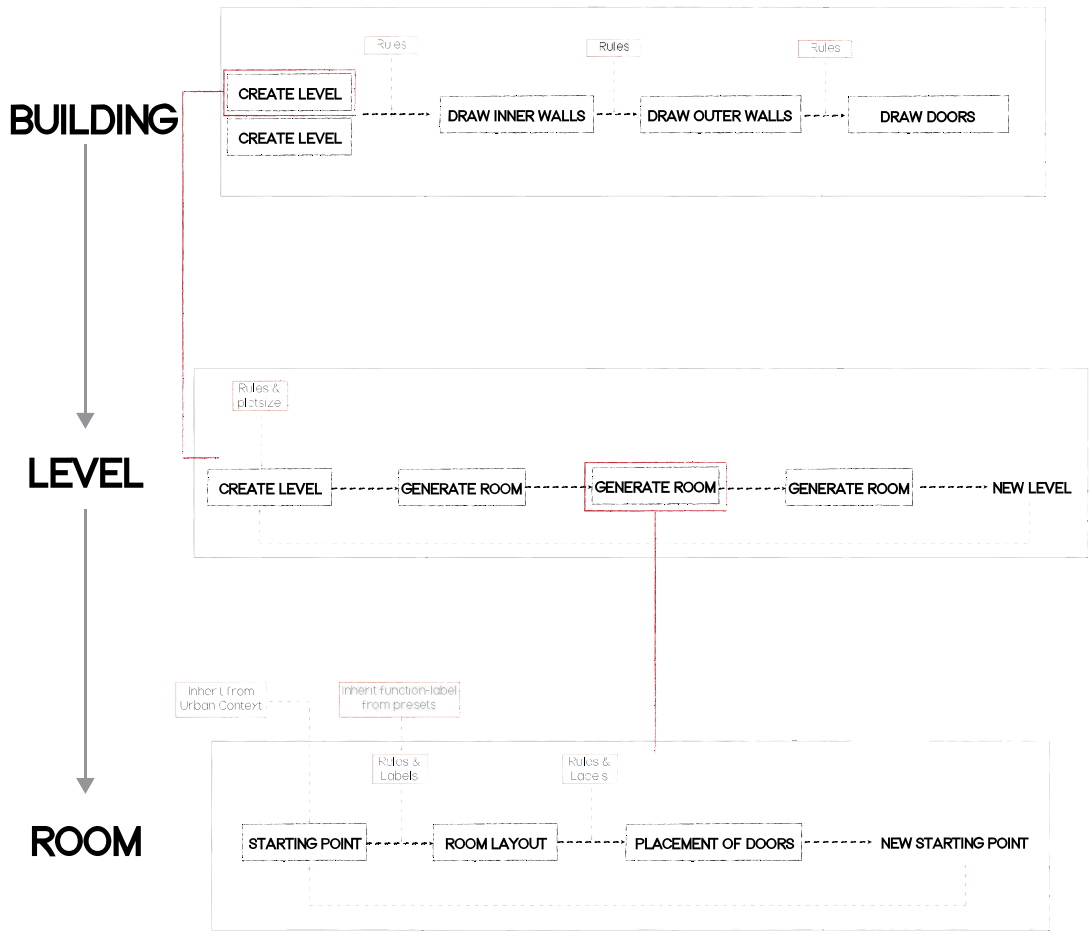 Rules
Rules
Rules
CREATE LEVEL
BUILDING
DRAW INNER WALLS
DRAW OUTER WALLS
DRAW DOORS
CREATE LEVEL
Rules &
plotsize
LEVEL
CREATE LEVEL
GENERATE ROOM
GENERATE ROOM
GENERATE ROOM
NEW LEVEL
Inherit from
Urban Context
Inherit function-label
from presets
Rules &
Labels
Rules &
Labels
ROOM
STARTING POINT
ROOM LAYOUT
PLACEMENT OF DOORS
NEW STARTING POINT